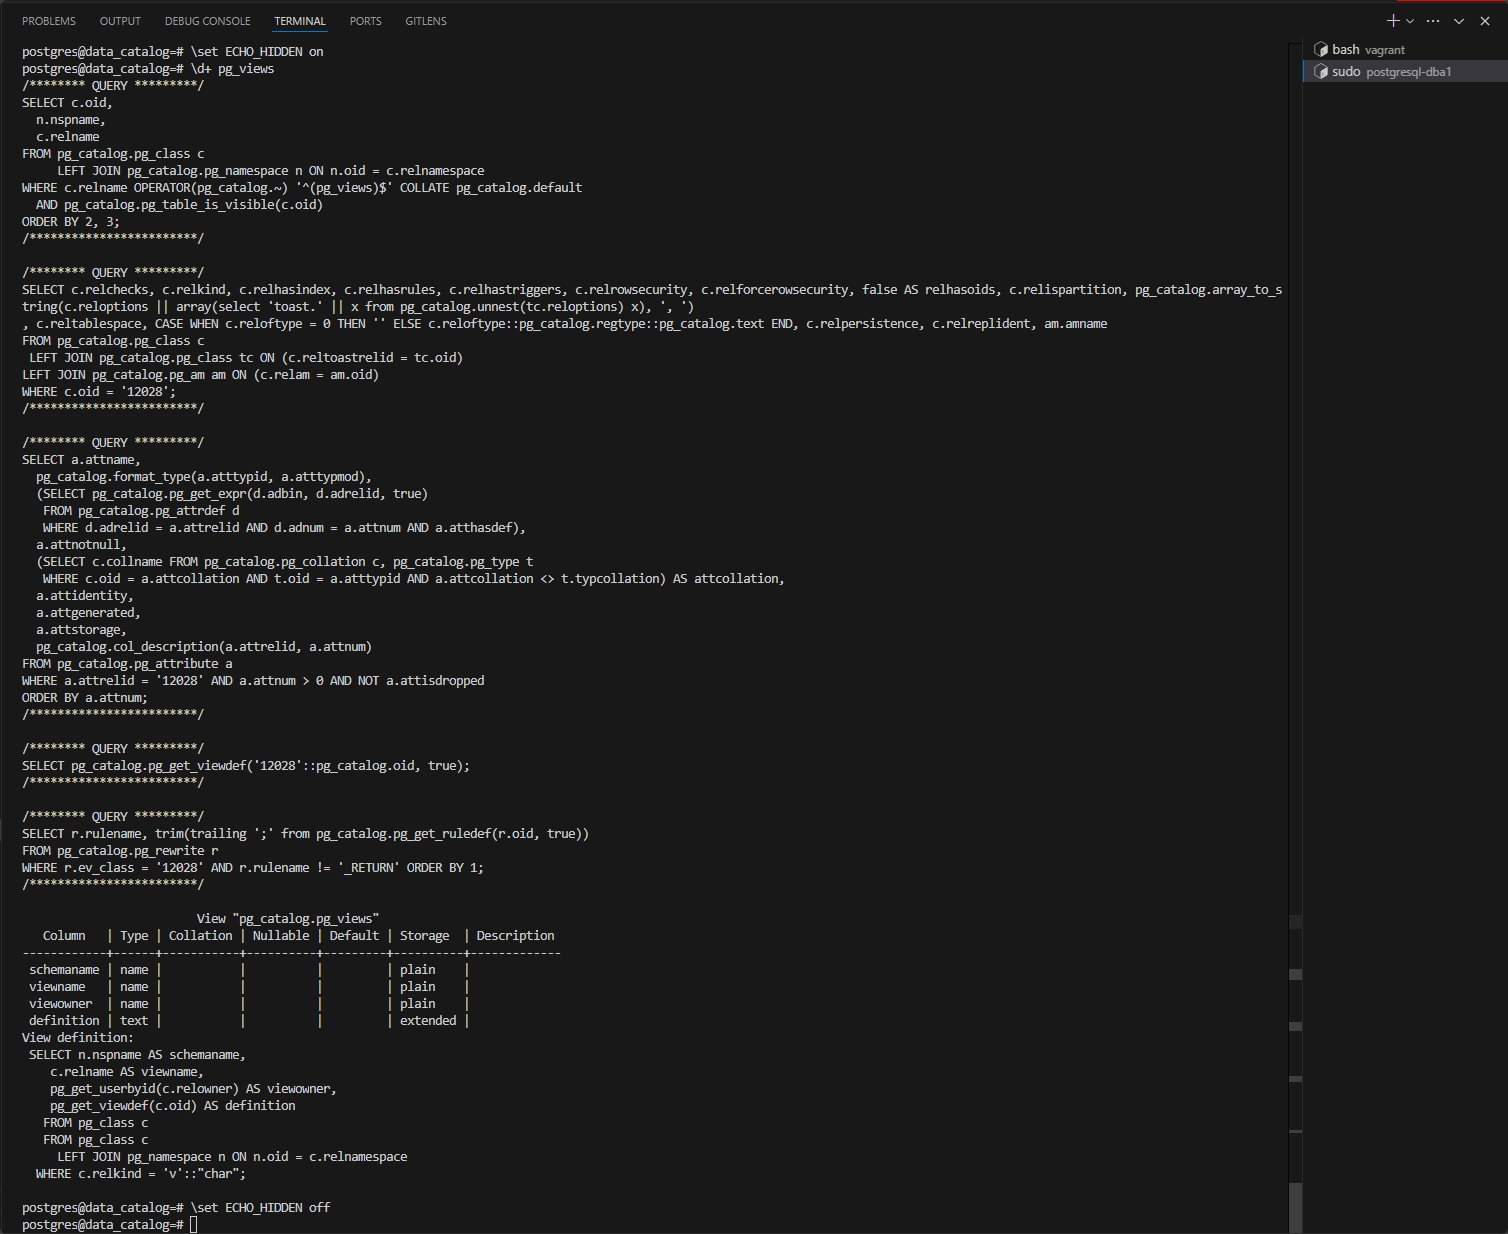 PROBLEMS OUTPUT DEBUG CONSOLE TERMINAL PORTS GITLENS
postgres@data_catalog=# \set ECHO_HIDDEN on
postgres@data_catalog=# \d+ pg_views
/******** QUERY *********/
SELECT c.oid,
  n.nspname,
  c.relname
FROM pg_catalog.pg_class c
     LEFT JOIN pg_catalog.pg_namespace n ON n.oid = c.relnamespace
WHERE c.relname OPERATOR(pg_catalog.~) '^(pg_views)$' COLLATE pg_catalog.default
  AND pg_catalog.pg_table_is_visible(c.oid)
ORDER BY 2, 3;
/************************/
/******** QUERY *********/
SELECT c.relchecks, c.relkind, c.relhasindex, c.relhasrules, c.relhastriggers, c.relrowsecurity, c.relforcerowsecurity, false AS relhasoids, c.relispartition, pg_catalog.array_to_s
tring(c.reloptions || array(select 'toast.' || x from pg_catalog.unnest(tc.reloptions) x), ', ')
, c.reltablespace, CASE WHEN c.reloftype = 0 THEN '' ELSE c.reloftype::pg_catalog.regtype::pg_catalog.text END, c.relpersistence, c.relreplident, am.amname
FROM pg_catalog.pg_class c
 LEFT JOIN pg_catalog.pg_class tc ON (c.reltoastrelid = tc.oid)
LEFT JOIN pg_catalog.pg_am am ON (c.relam = am.oid)
WHERE c.oid = '12028';
/************************/
/******** QUERY *********/
SELECT a.attname,
  pg_catalog.format_type(a.atttypid, a.atttypmod),
  (SELECT pg_catalog.pg_get_expr(d.adbin, d.adrelid, true)
   FROM pg_catalog.pg_attrdef d
   WHERE d.adrelid = a.attrelid AND d.adnum = a.attnum AND a.atthasdef),
  a.attnotnull,
  (SELECT c.collname FROM pg_catalog.pg_collation c, pg_catalog.pg_type t
   WHERE c.oid = a.attcollation AND t.oid = a.atttypid AND a.attcollation <> t.typcollation) AS attcollation,
  a.attidentity,
  a.attgenerated,
  a.attstorage,
  pg_catalog.col_description(a.attrelid, a.attnum)
FROM pg_catalog.pg_attribute a
WHERE a.attrelid = '12028' AND a.attnum > 0 AND NOT a.attisdropped
ORDER BY a.attnum;
/************************/
/******** QUERY *********/
SELECT pg_catalog.pg_get_viewdef('12028'::pg_catalog.oid, true);
/************************/
/******** QUERY *********/
SELECT r.rulename, trim(trailing ';' from pg_catalog.pg_get_ruledef(r.oid, true))
FROM pg_catalog.pg_rewrite r
WHERE r.ev_class = '12028' AND r.rulename != '_RETURN' ORDER BY 1;
/************************/
                         View "pg_catalog.pg_views"
   Column   | Type | Collation | Nullable | Default | Storage  | Description
------------+------+-----------+----------+---------+----------+-------------
 schemaname | name |           |          |         | plain    |
 viewname   | name |           |          |         | plain    |
 viewowner  | name |           |          |         | plain    |
 definition | text |           |          |         | extended |
View definition:
 SELECT n.nspname AS schemaname,
    c.relname AS viewname,
    pg_get_userbyid(c.relowner) AS viewowner,
    pg_get_viewdef(c.oid) AS definition
   FROM pg_class c
   FROM pg_class c
     LEFT JOIN pg_namespace n ON n.oid = c.relnamespace
  WHERE c.relkind = 'v'::"char";
postgres@data_catalog=# \set ECHO_HIDDEN off
postgres@data_catalog=#
bash vagrant
sudo postgresql-dba1